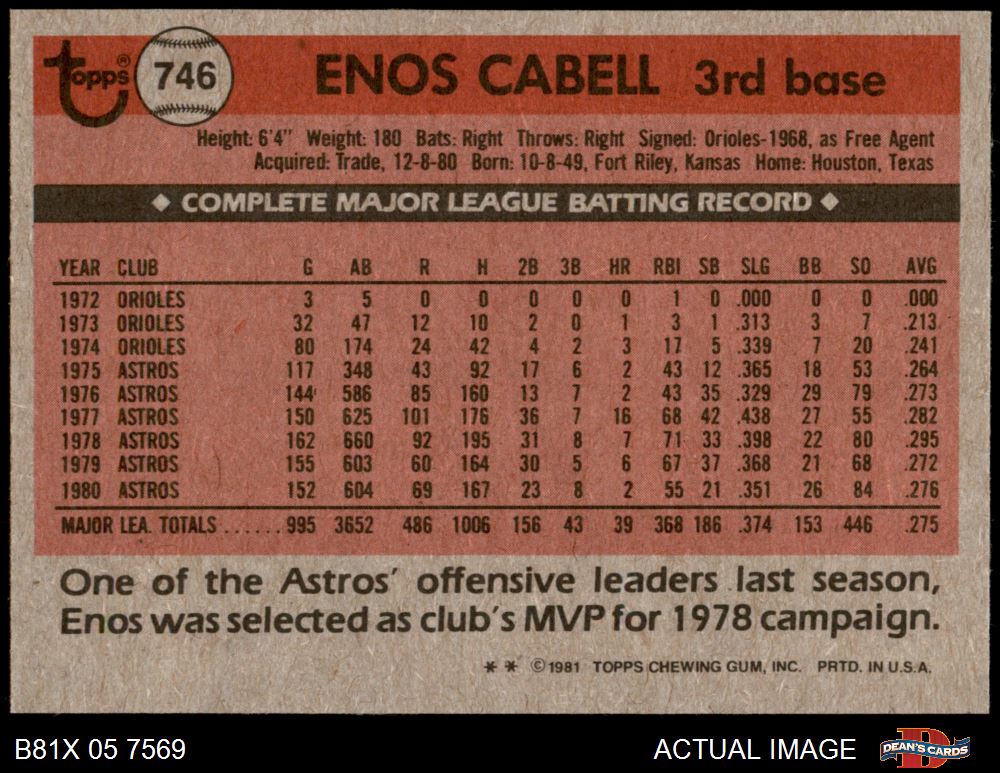 Topps® 746 ENOS CABELL 3rd base
Height: 6'4" Weight: 180 Bats: Right Throws: Right Signed: Orioles-1968, as Free Agent
Acquired: Trade, 12-8-80 Born: 10-8-49, Fort Riley, Kansas Home: Houston, Texas
◆ COMPLETE MAJOR LEAGUE BATTING RECORD ◆
YEAR CLUB G AB R H 2B 3B HR RBI SB SLG BB SO AVG
1972 ORIOLES 3 5 0 0 0 0 0 1 0 .000 0 0 .000
1973 ORIOLES 32 47 12 10 2 0 1 3 1 .313 3 7 .213
1974 ORIOLES 80 174 24 42 4 2 3 17 5 .339 7 20 .241
1975 ASTROS 117 348 43 92 17 6 2 43 12 .365 18 53 .264
1976 ASTROS 144 586 85 160 13 7 2 43 35 .329 29 79 .273
1977 ASTROS 150 625 101 176 36 7 16 68 42 .438 27 55 .282
1978 ASTROS 162 660 92 195 31 8 7 71 33 .398 22 80 .295
1979 ASTROS 155 603 60 164 30 5 6 67 37 .368 21 68 .272
1980 ASTROS 152 604 69 167 23 8 2 55 21 .351 26 84 .276
MAJOR LEA. TOTALS ...... 995 3652 486 1006 156 43 39 368 186 .374 153 446 .275
One of the Astros' offensive leaders last season,
Enos was selected as club's MVP for 1978 campaign.
* * ©1981 TOPPS CHEWING GUM, INC. PRTD. IN U.S.A.
B81X 05 7569 ACTUAL IMAGE DEAN'S CARDS